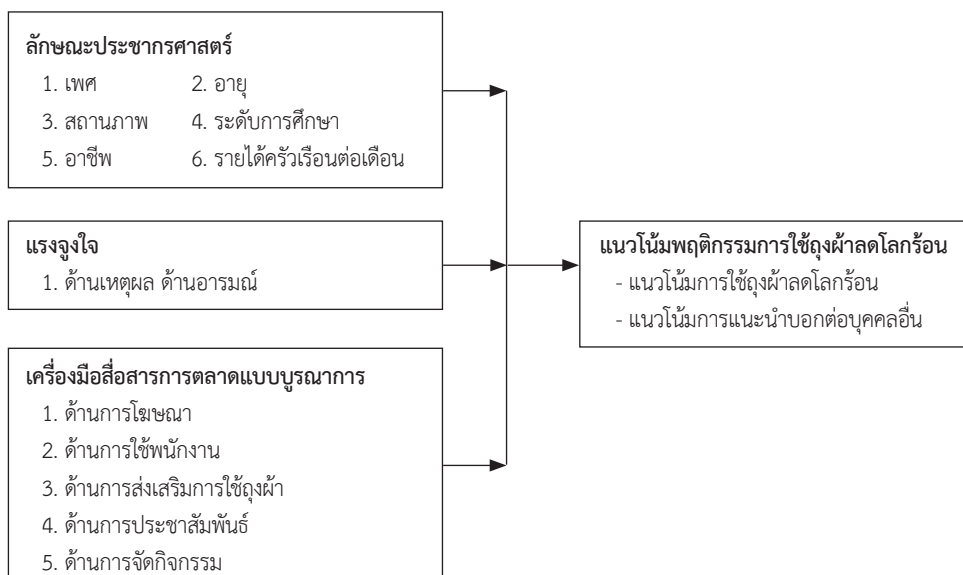 ลักษณะประชากรศาสตร์
1. เพศ 2. อายุ
3. สถานภาพ 4. ระดับการศึกษา
5. อาชีพ 6. รายได้ครัวเรือนต่อเดือน
แรงจูงใจ
1. ด้านเหตุผล ด้านอารมณ์
แนวโน้มพฤติกรรมการใช้ถุงผ้าลดโลกร้อน
- แนวโน้มการใช้ถุงผ้าลดโลกร้อน
- แนวโน้มการแนะนำบอกต่อบุคคลอื่น
เครื่องมือสื่อสารการตลาดแบบบูรณาการ
1. ด้านการโฆษณา
2. ด้านการใช้พนักงาน
3. ด้านการส่งเสริมการใช้ถุงผ้า
4. ด้านการประชาสัมพันธ์
5. ด้านการจัดกิจกรรม